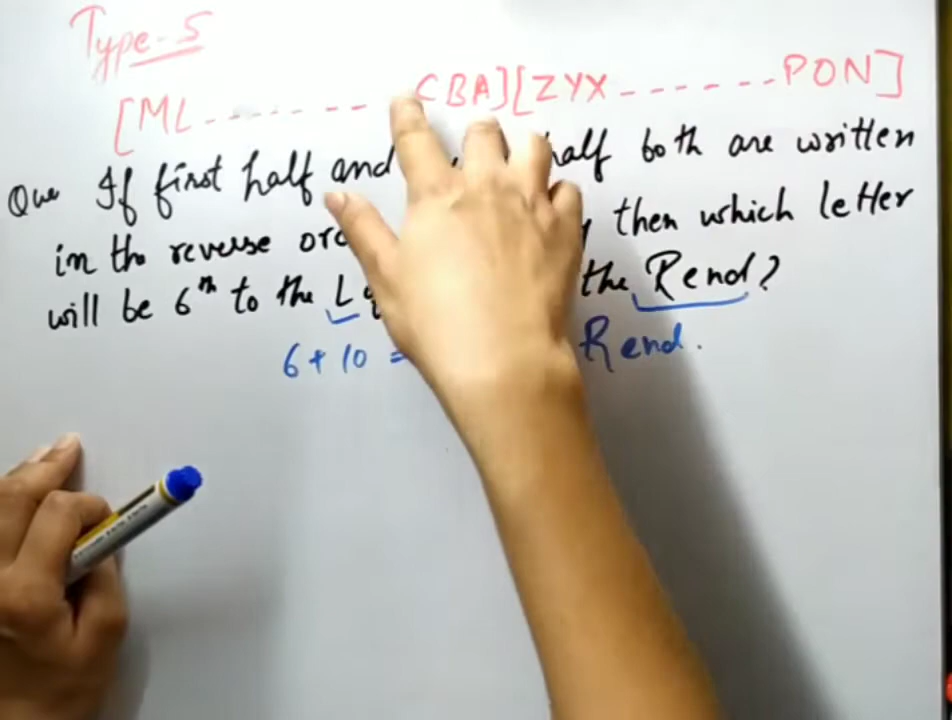 Type-5
[ML - - - - - - - - CBA][ZYX - - - - - - - PON]
Que If first half and half both are written
in the reverse then which letter
will be 6th to the the Rend?
6 + 10 = Rend.